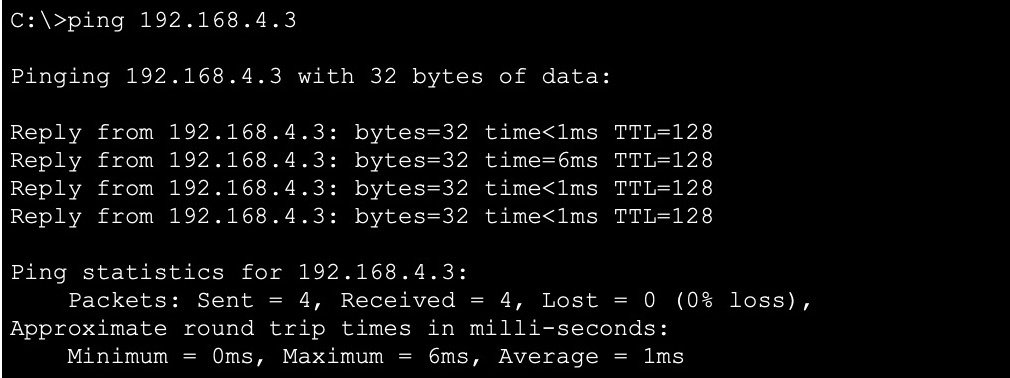 C:\>ping 192.168.4.3
Pinging 192.168.4.3 with 32 bytes of data:
Reply from 192.168.4.3: bytes=32 time<1ms TTL=128
Reply from 192.168.4.3: bytes=32 time=6ms TTL=128
Reply from 192.168.4.3: bytes=32 time<1ms TTL=128
Reply from 192.168.4.3: bytes=32 time<1ms TTL=128
Ping statistics for 192.168.4.3:
    Packets: Sent = 4, Received = 4, Lost = 0 (0% loss),
Approximate round trip times in milli-seconds:
    Minimum = 0ms, Maximum = 6ms, Average = 1ms